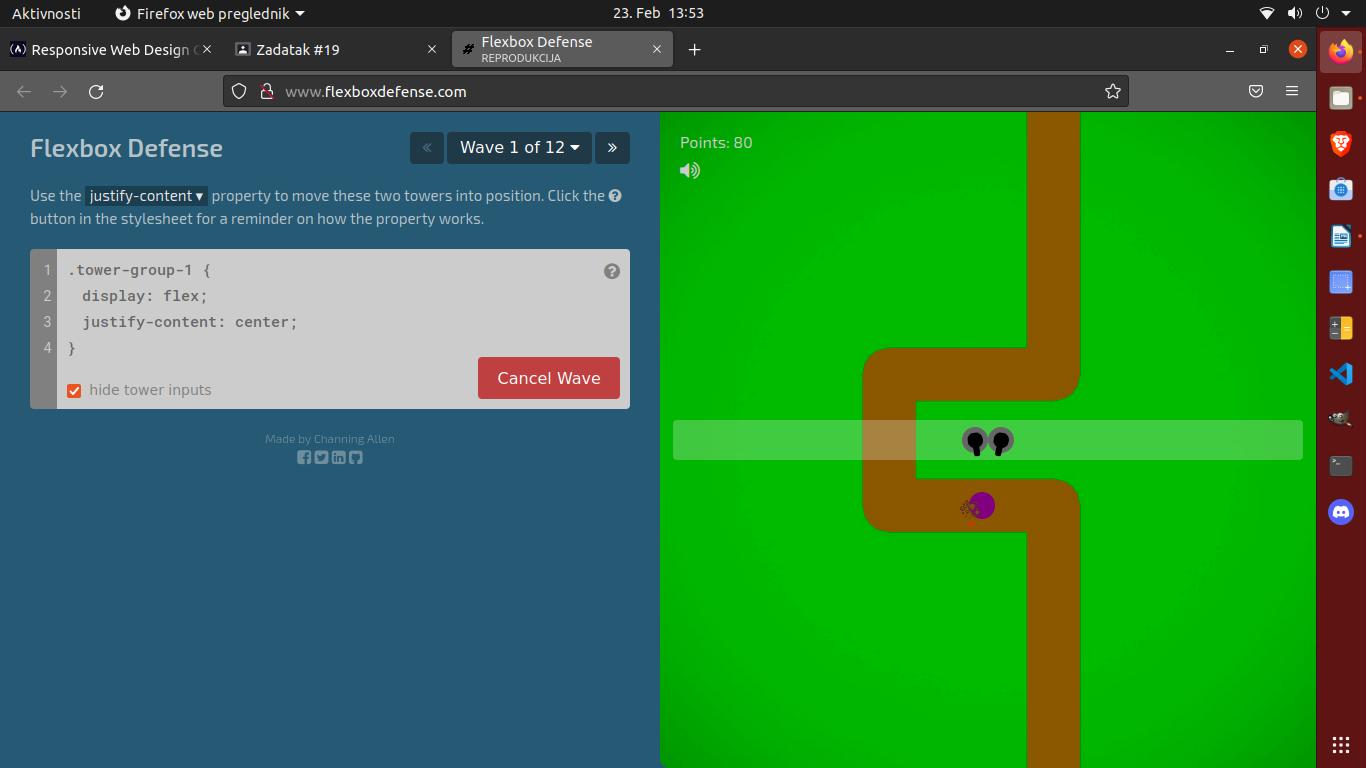 Aktivnosti
Firefox web preglednik
23. Feb 13:53
Responsive Web Design
Zadatak #19
Flexbox Defense
REPRODUKCIJA
www.flexboxdefense.com
Flexbox Defense
« Wave 1 of 12 »
Points: 80
Use the justify-content ▾ property to move these two towers into position. Click the ?
button in the stylesheet for a reminder on how the property works.
1 .tower-group-1 { ?
2 display: flex;
3 justify-content: center;
4 }
hide tower inputs
Cancel Wave
Made by Channing Allen